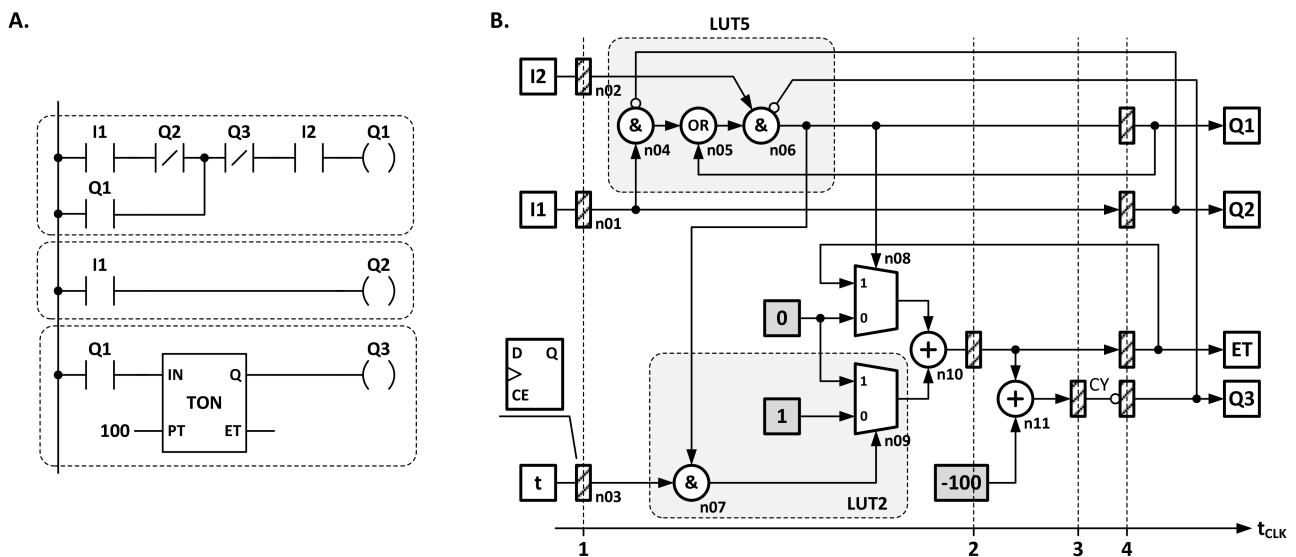 A.
I1 Q2 Q3 I2 Q1
Q1
I1 Q2
Q1 Q3
IN Q
TON
100 PT ET
B.
LUT5
I2
n02
& OR & Q1
n04 n05 n06
I1 Q2
n01
n08
1
0 0
+ ET
n10
D Q
CE
1
CY
+ Q3
n11
1 0
n09
-100
t & 
n03 n07 LUT2
1 2 3 4 tCLK